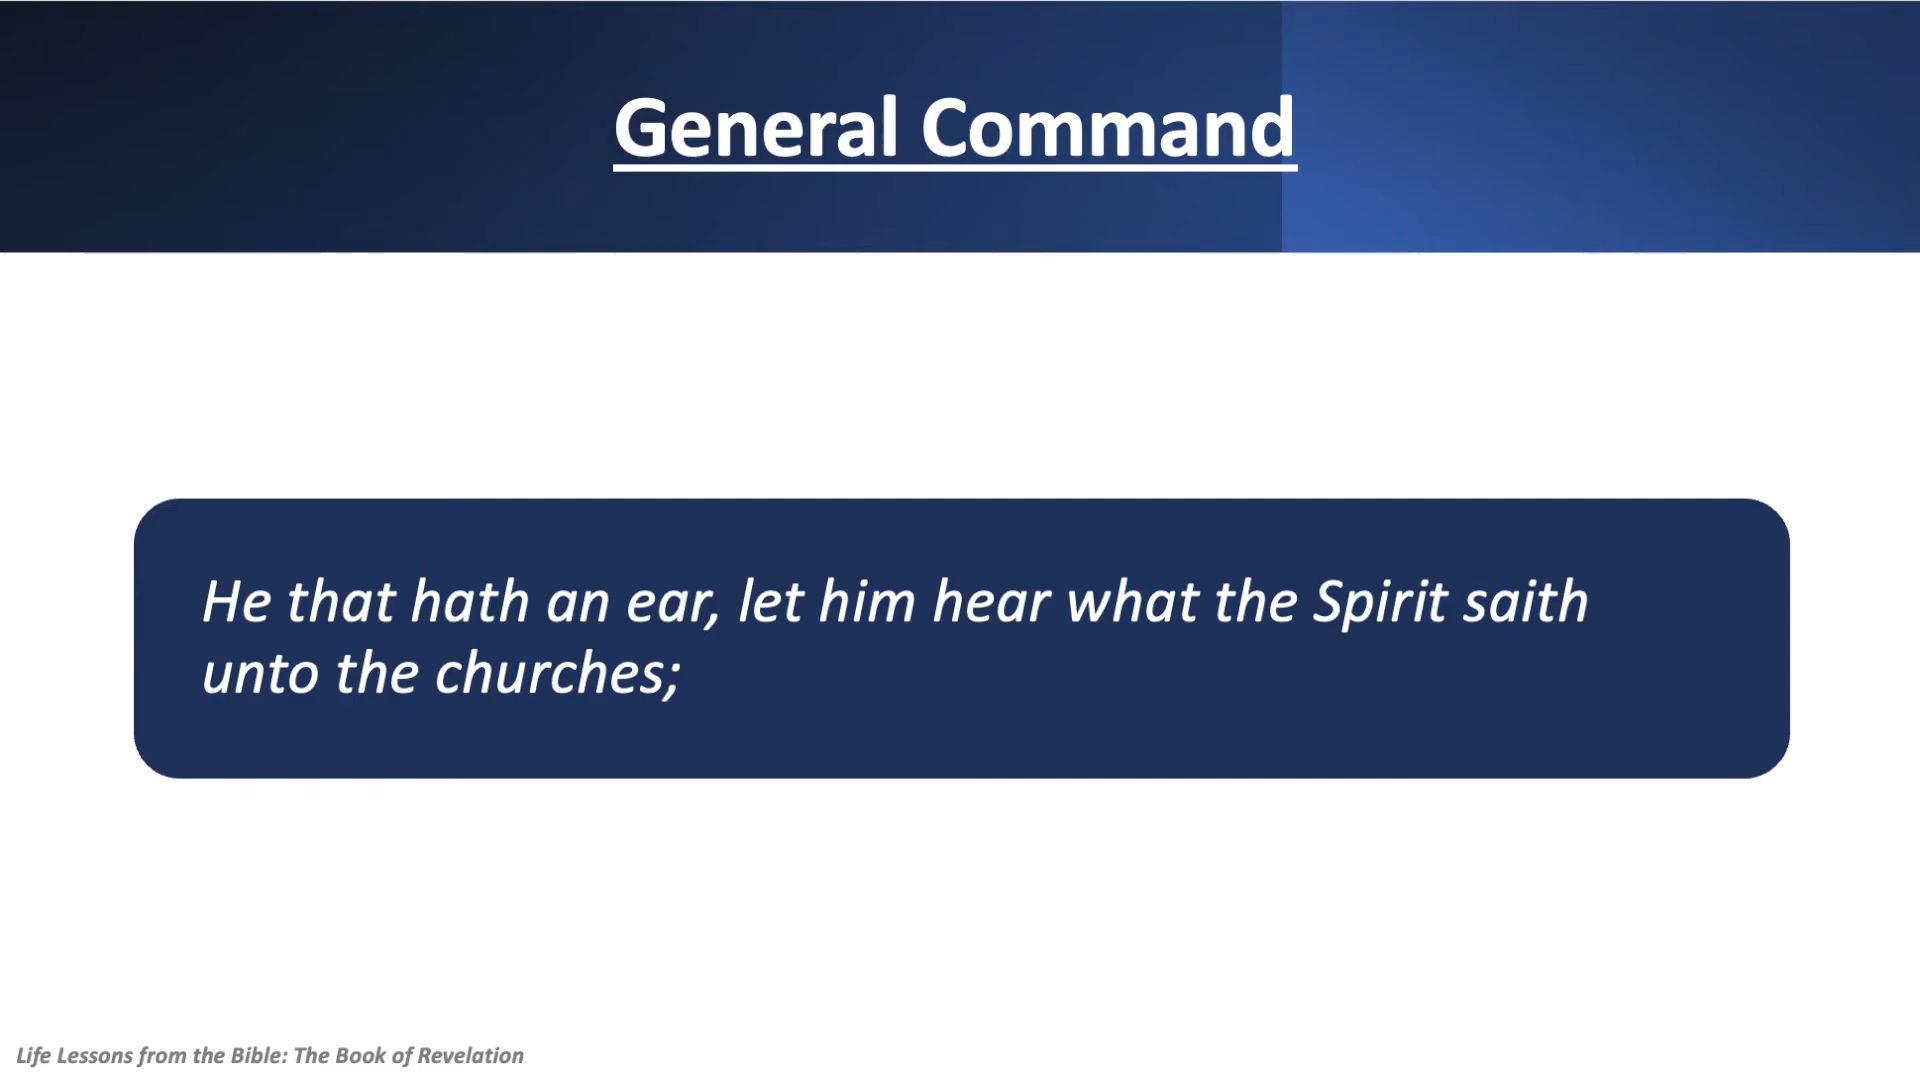 General Command
He that hath an ear, let him hear what the Spirit saith
unto the churches;
Life Lessons from the Bible: The Book of Revelation